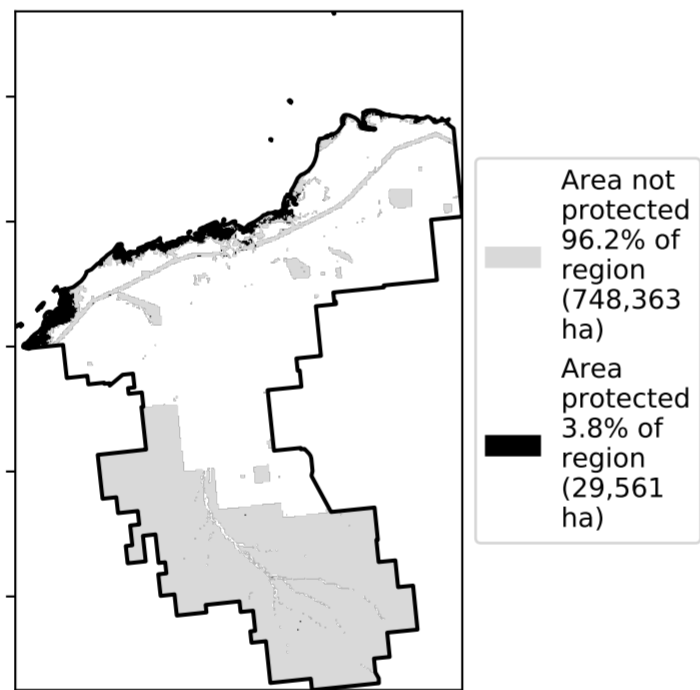 Area not
protected
96.2% of
region
(748,363
ha)
Area
protected
3.8% of
region
(29,561
ha)